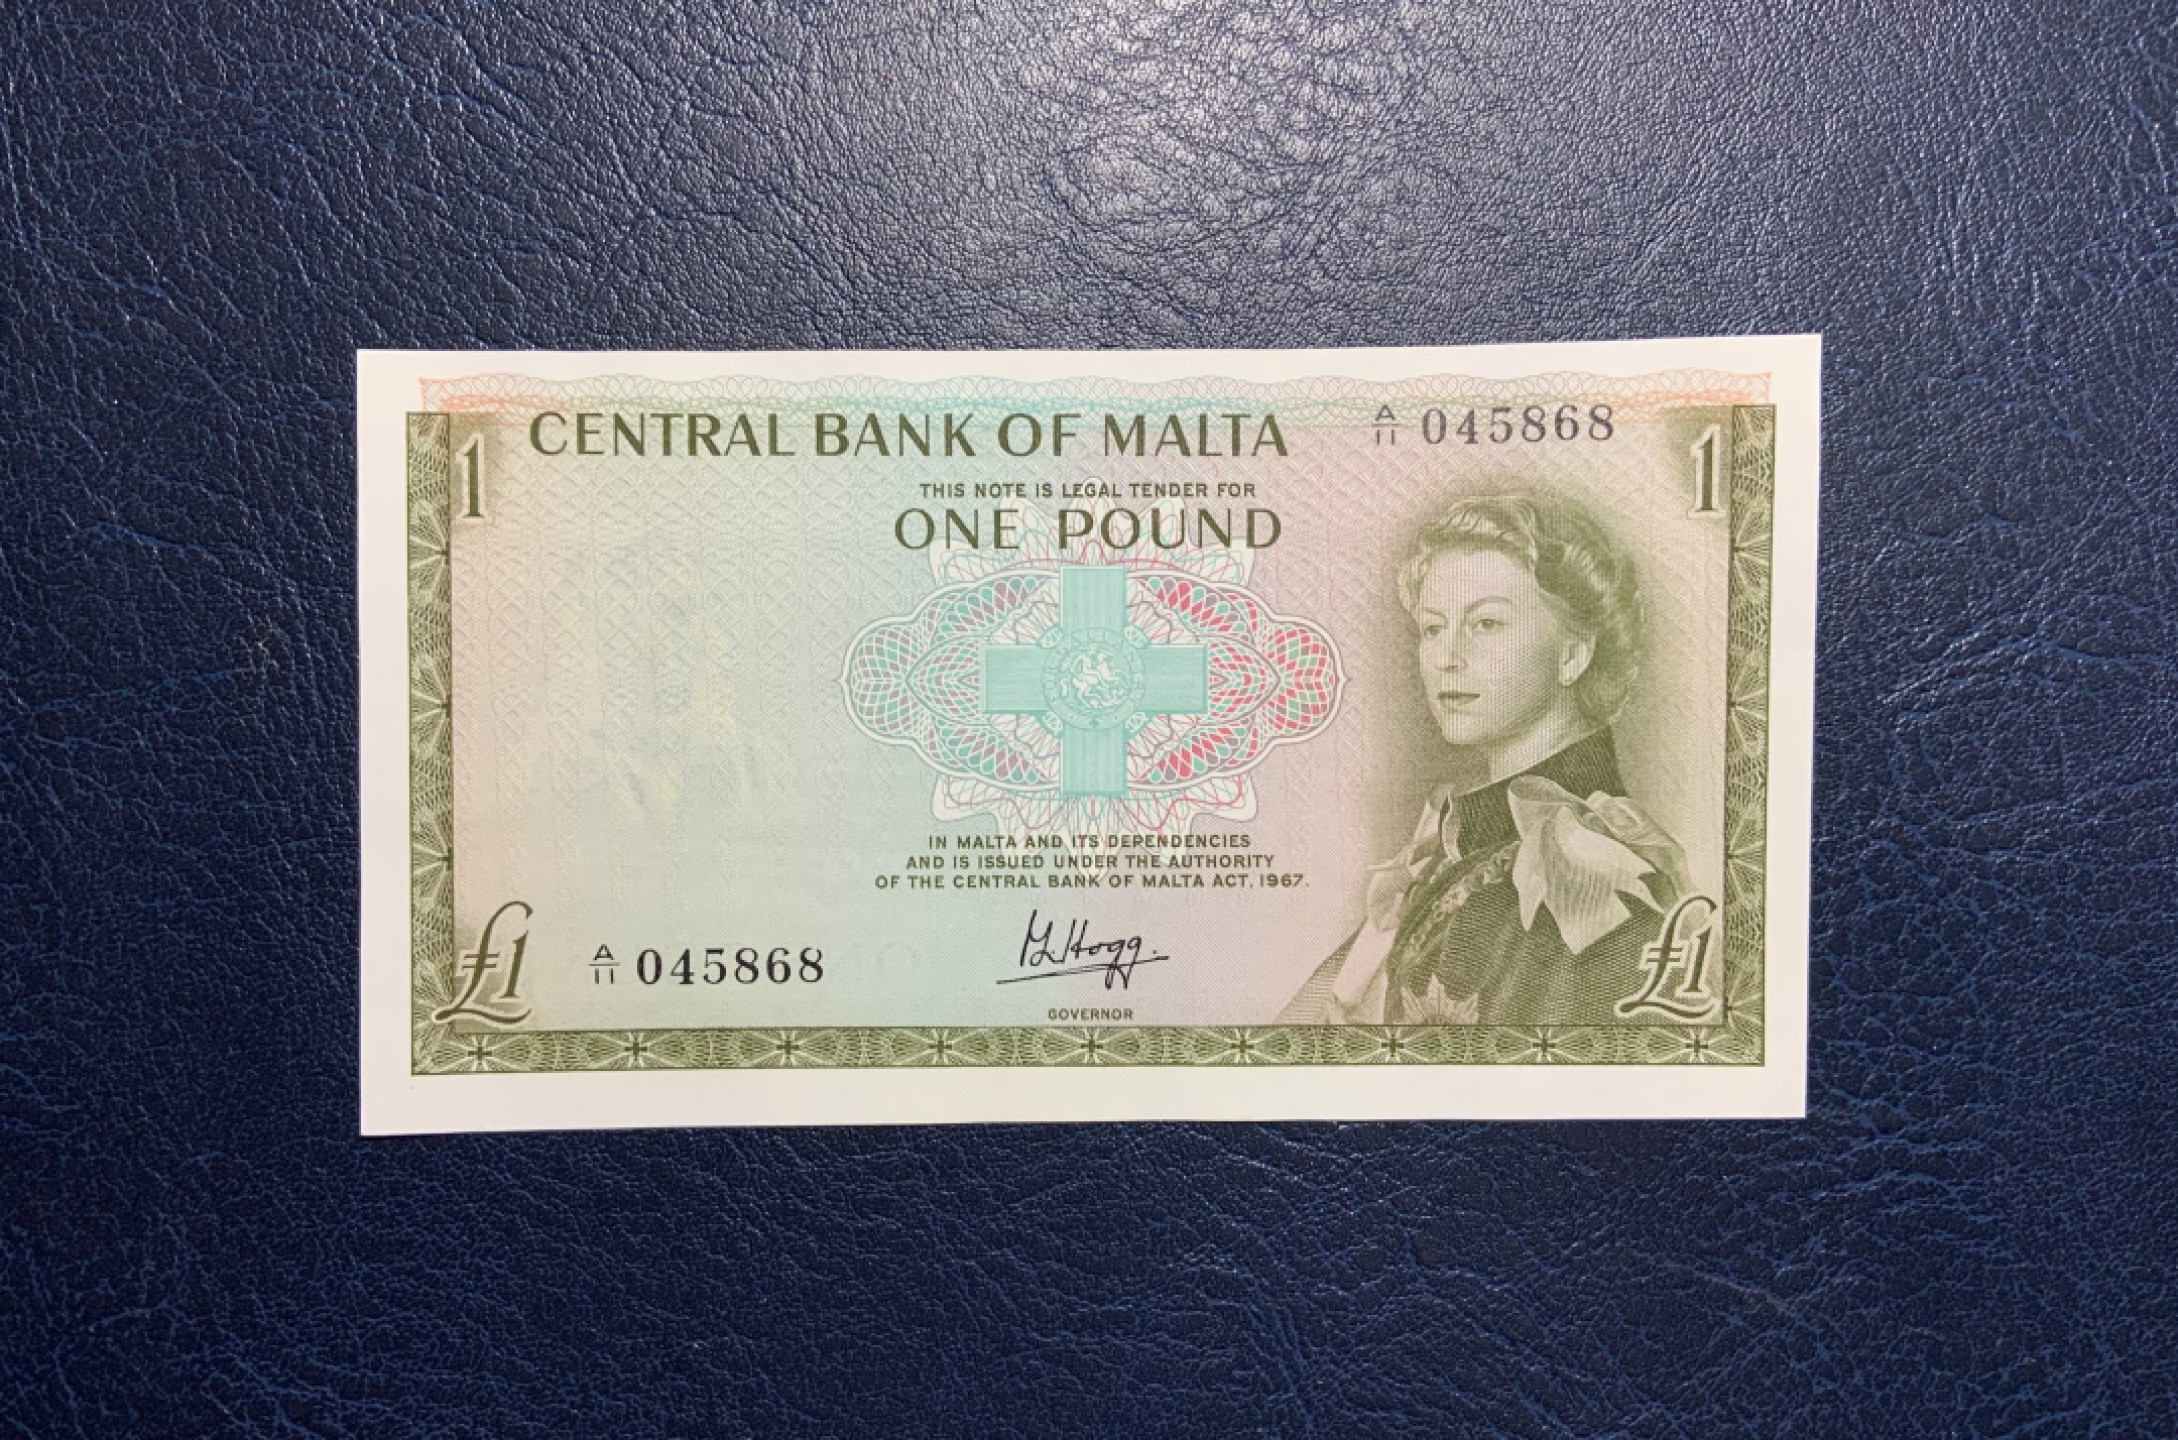 CENTRAL BANK OF MALTA
A/11 045868
1
1
THIS NOTE IS LEGAL TENDER FOR
ONE POUND
IN MALTA AND ITS DEPENDENCIES
AND IS ISSUED UNDER THE AUTHORITY
OF THE CENTRAL BANK OF MALTA ACT, 1967.
£1
A/11 045868
Hogg.
GOVERNOR
£1